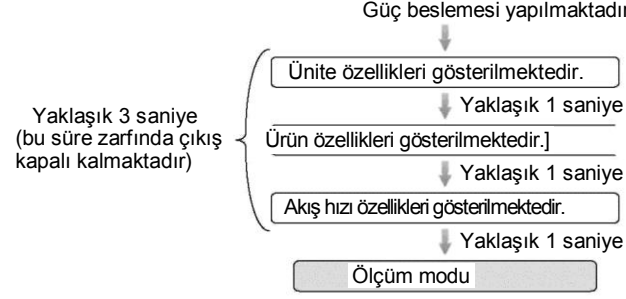 Güç beslemesi yapılmaktadır
Ünite özellikleri gösterilmektedir.
Yaklaşık 1 saniye
Yaklaşık 3 saniye
(bu süre zarfında çıkış
kapalı kalmaktadır)
Ürün özellikleri gösterilmektedir.]
Yaklaşık 1 saniye
Akış hızı özellikleri gösterilmektedir.
Yaklaşık 1 saniye
Ölçüm modu